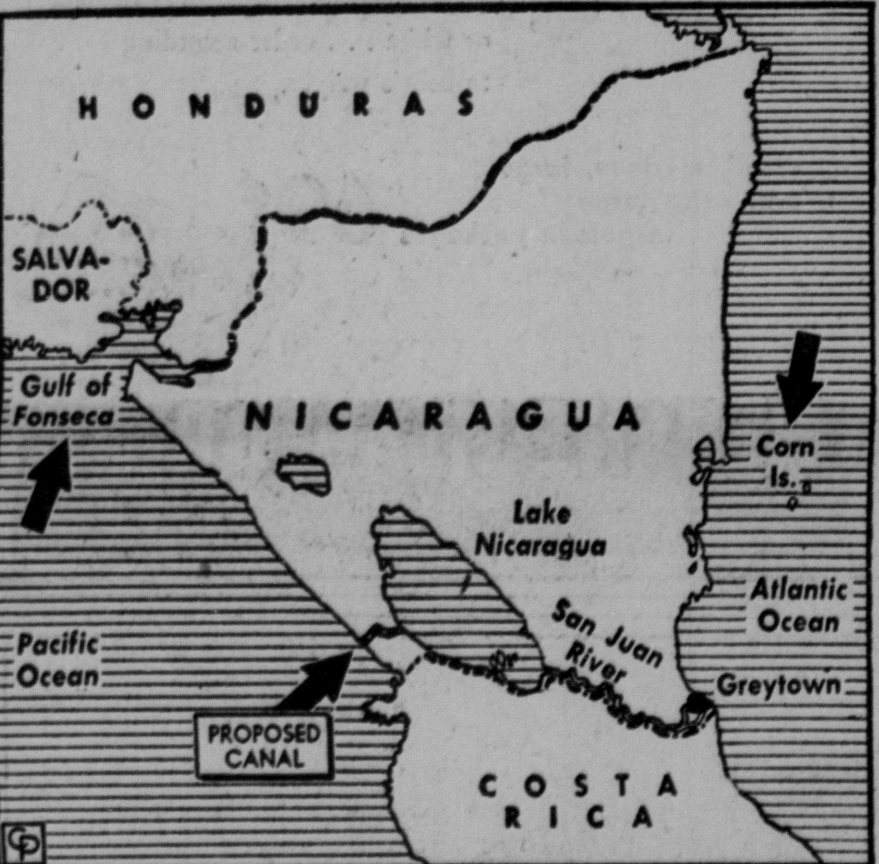 HONDURAS
SALVA-
DOR
Gulf of
Fonseca
NICARAGUA
Corn
Is.
Lake
Nicaragua
Atlantic
Ocean
San Juan
River
Pacific
Ocean
Greytown
PROPOSED
CANAL
COSTA
RICA
CP